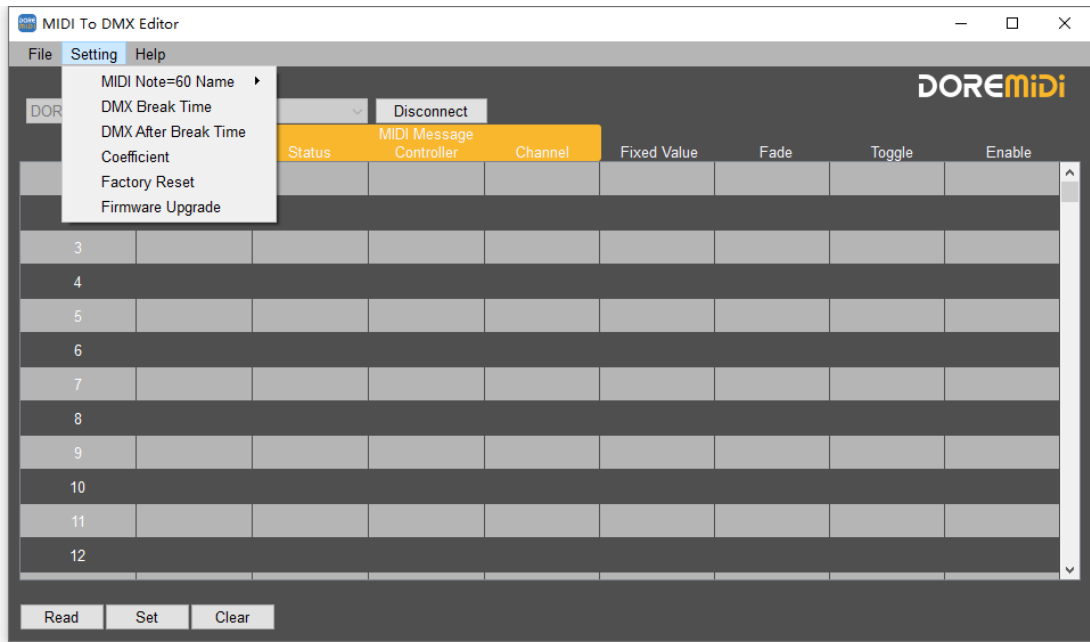 MIDI To DMX Editor
File Setting Help
MIDI Note=60 Name
DMX Break Time
DMX After Break Time
Coefficient
Factory Reset
Firmware Upgrade
DOREMiDi
DOR
Disconnect
MIDI Message
Status Controller Channel Fixed Value Fade Toggle Enable
3
4
5
6
7
8
9
10
11
12
Read Set Clear